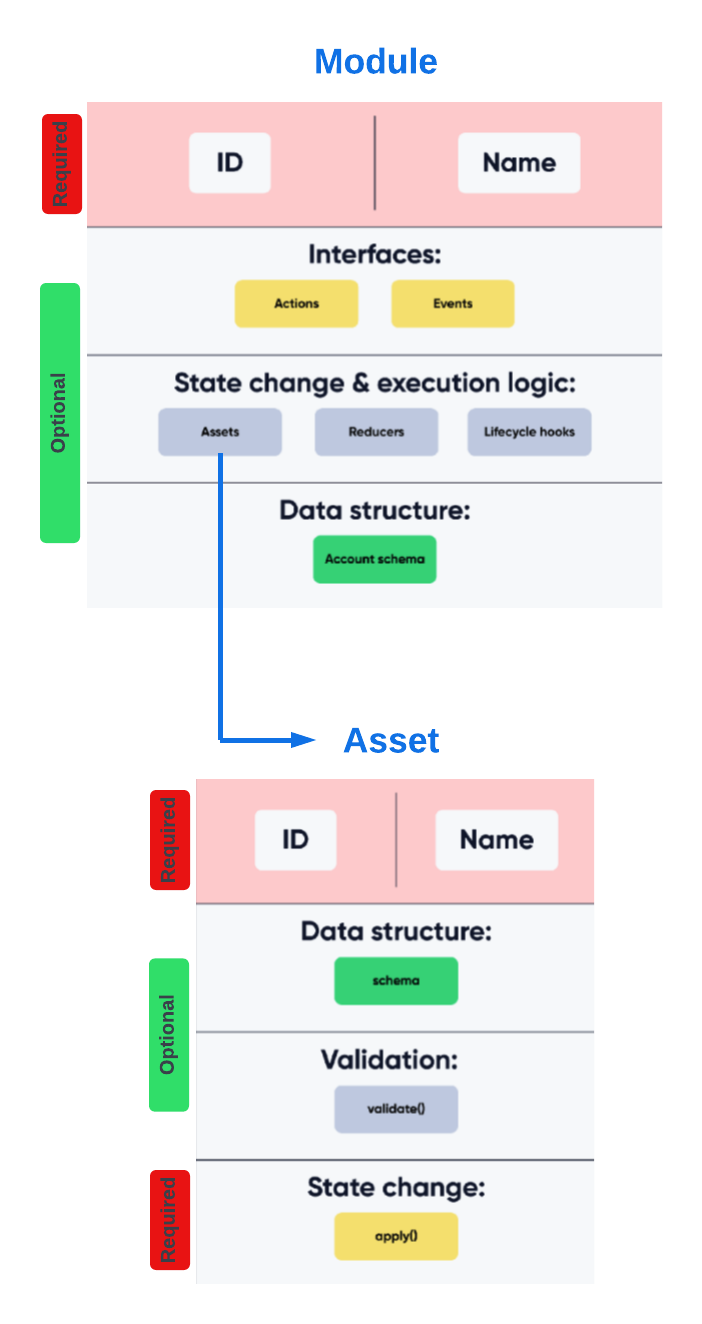 Module
Required
ID
Name
Optional
Interfaces:
Actions
Events
State change & execution logic:
Assets
Reducers
Lifecycle hooks
Data structure:
Account schema
Asset
Required
ID
Name
Optional
Data structure:
schema
Validation:
validate()
Required
State change:
apply()